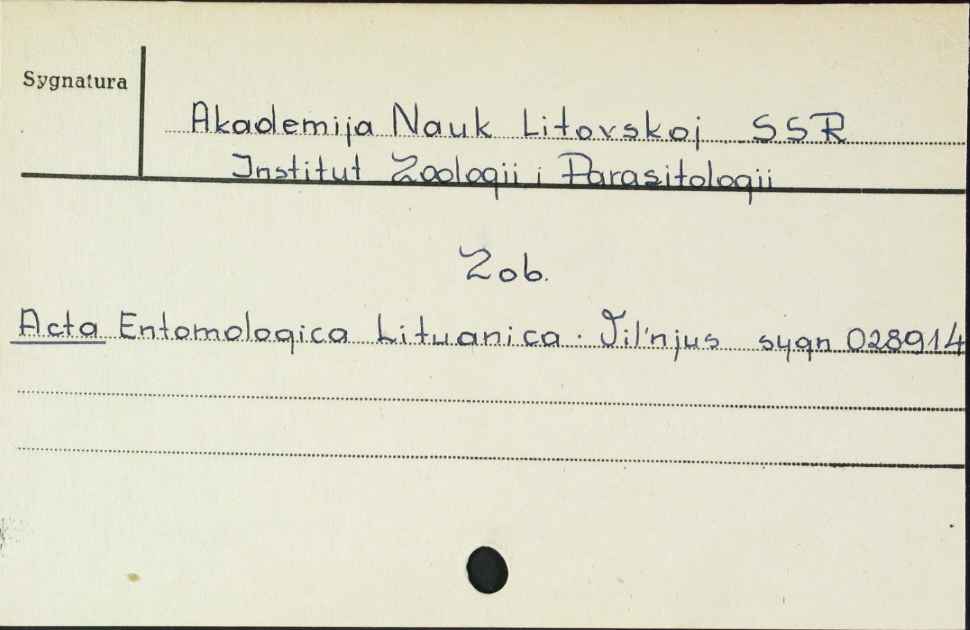 Sygnatura
Akademija Nauk Litovskoj SSR
Institut Zoologii i Parasitologii
Zob.
Acta Entomologica Lituanica. Vil'njus sygn 028914